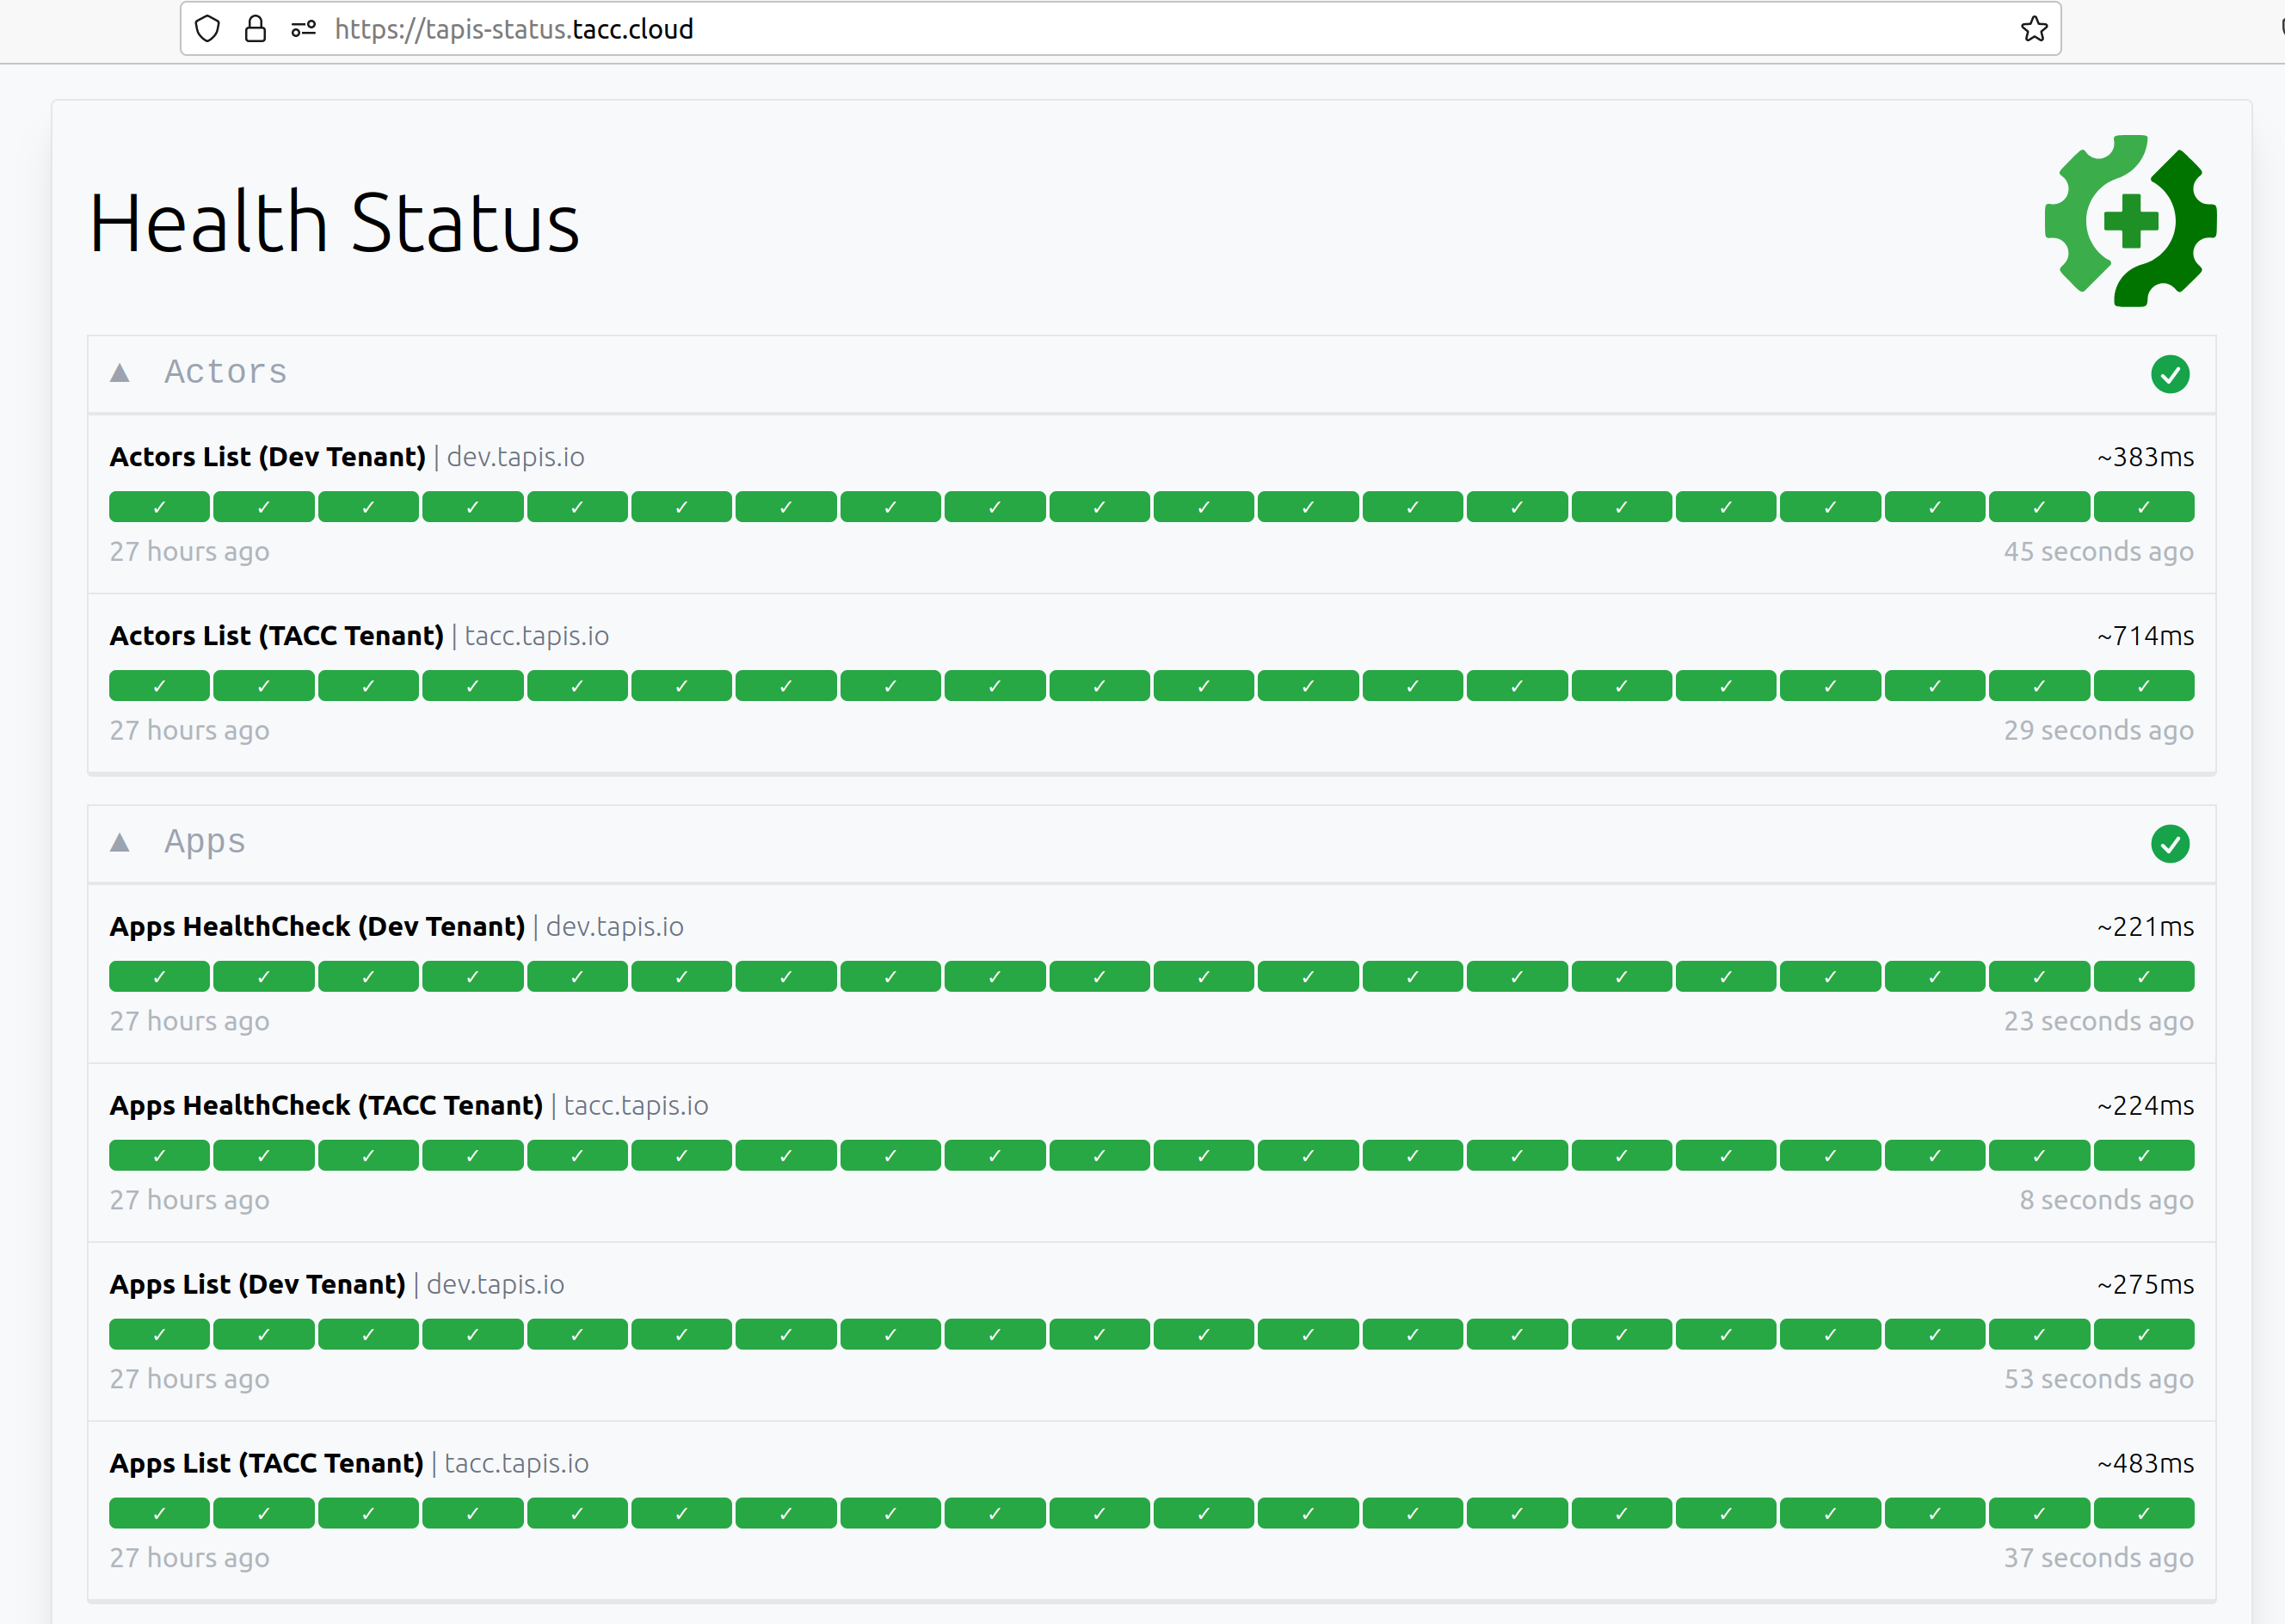 https://tapis-status.tacc.cloud
Health Status
▲ Actors
Actors List (Dev Tenant) | dev.tapis.io ~383ms
✓ ✓ ✓ ✓ ✓ ✓ ✓ ✓ ✓ ✓ ✓ ✓ ✓ ✓ ✓ ✓ ✓ ✓ ✓ ✓
27 hours ago 45 seconds ago
Actors List (TACC Tenant) | tacc.tapis.io ~714ms
✓ ✓ ✓ ✓ ✓ ✓ ✓ ✓ ✓ ✓ ✓ ✓ ✓ ✓ ✓ ✓ ✓ ✓ ✓ ✓
27 hours ago 29 seconds ago
▲ Apps
Apps HealthCheck (Dev Tenant) | dev.tapis.io ~221ms
✓ ✓ ✓ ✓ ✓ ✓ ✓ ✓ ✓ ✓ ✓ ✓ ✓ ✓ ✓ ✓ ✓ ✓ ✓ ✓
27 hours ago 23 seconds ago
Apps HealthCheck (TACC Tenant) | tacc.tapis.io ~224ms
✓ ✓ ✓ ✓ ✓ ✓ ✓ ✓ ✓ ✓ ✓ ✓ ✓ ✓ ✓ ✓ ✓ ✓ ✓ ✓
27 hours ago 8 seconds ago
Apps List (Dev Tenant) | dev.tapis.io ~275ms
✓ ✓ ✓ ✓ ✓ ✓ ✓ ✓ ✓ ✓ ✓ ✓ ✓ ✓ ✓ ✓ ✓ ✓ ✓ ✓
27 hours ago 53 seconds ago
Apps List (TACC Tenant) | tacc.tapis.io ~483ms
✓ ✓ ✓ ✓ ✓ ✓ ✓ ✓ ✓ ✓ ✓ ✓ ✓ ✓ ✓ ✓ ✓ ✓ ✓ ✓
27 hours ago 37 seconds ago